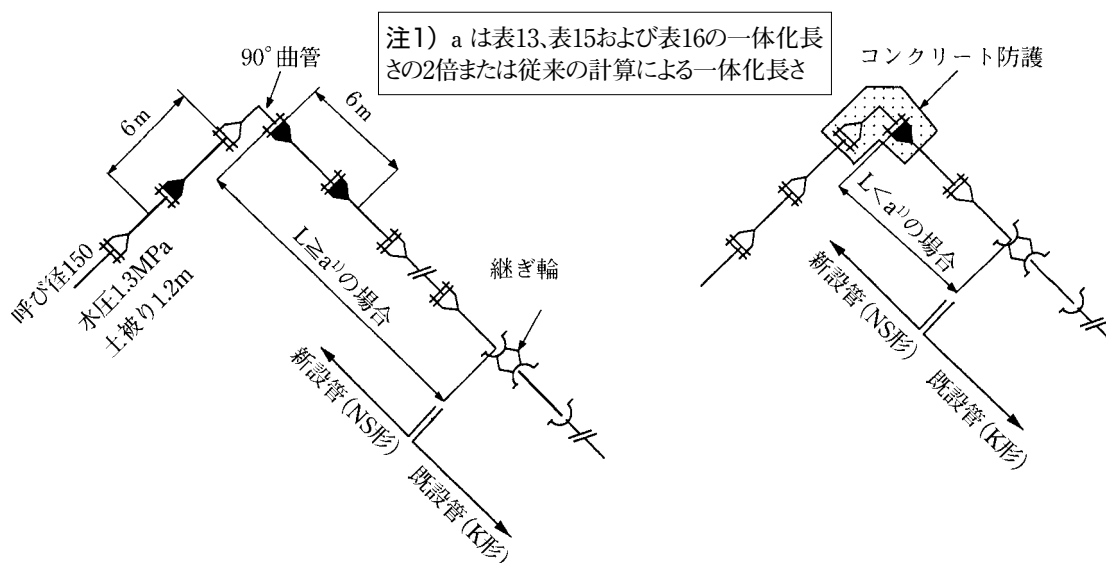 注1) aは表13、表15および表16の一体化長
さの2倍または従来の計算による一体化長さ
90°曲管
6m
6m
呼び径150
水圧1.3MPa
土被り1.2m
L≧a¹⁾の場合
継ぎ輪
新設管(NS形)
既設管(K形)
コンクリート防護
L<a¹⁾の場合
新設管(NS形)
既設管(K形)